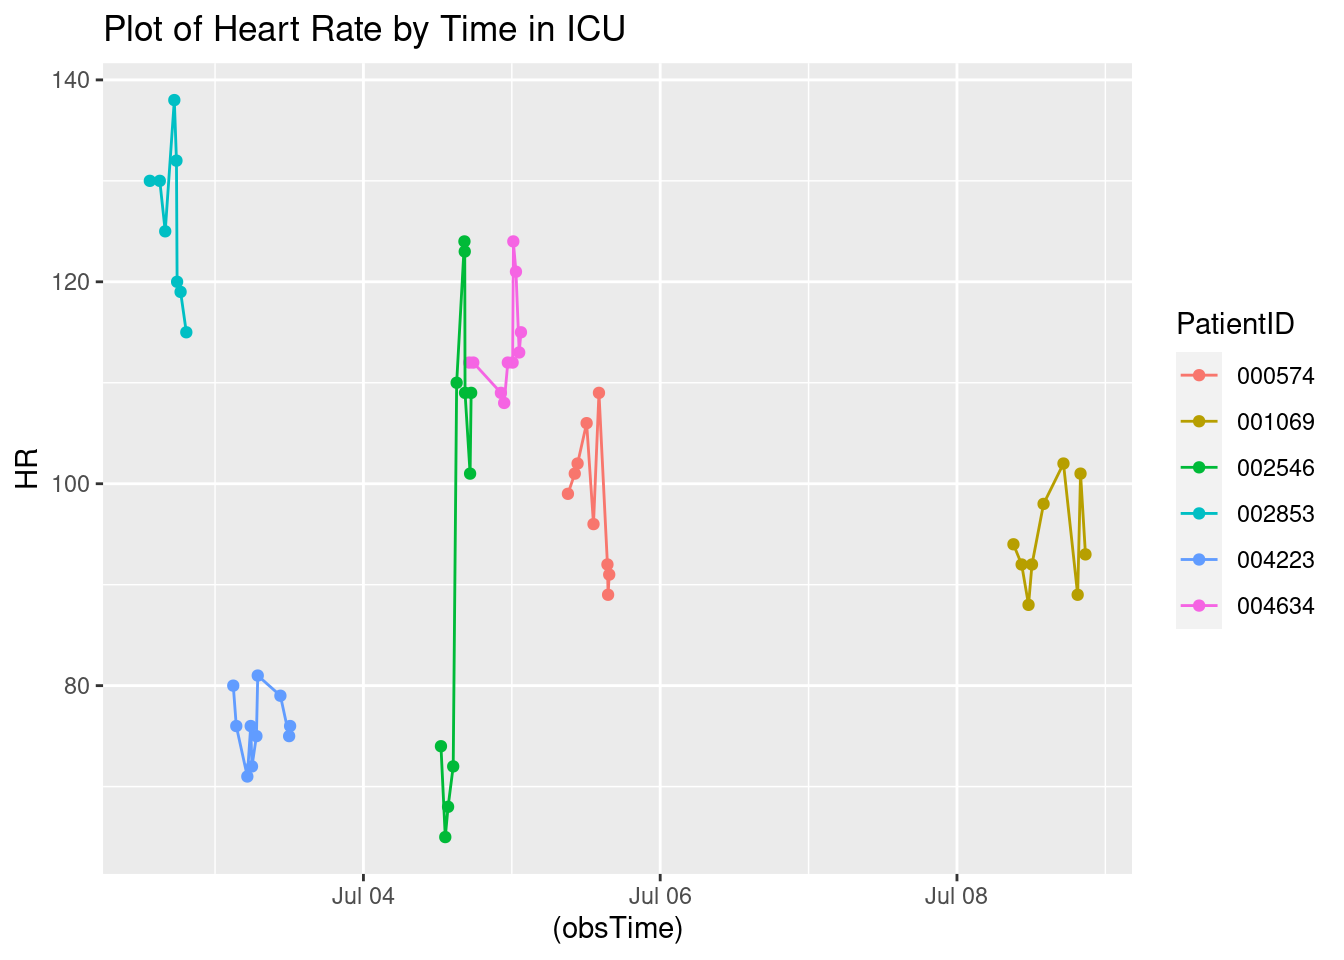 Plot of Heart Rate by Time in ICU
140
120
100
80
HR
Jul 04
Jul 06
Jul 08
(obsTime)
PatientID
000574
001069
002546
002853
004223
004634